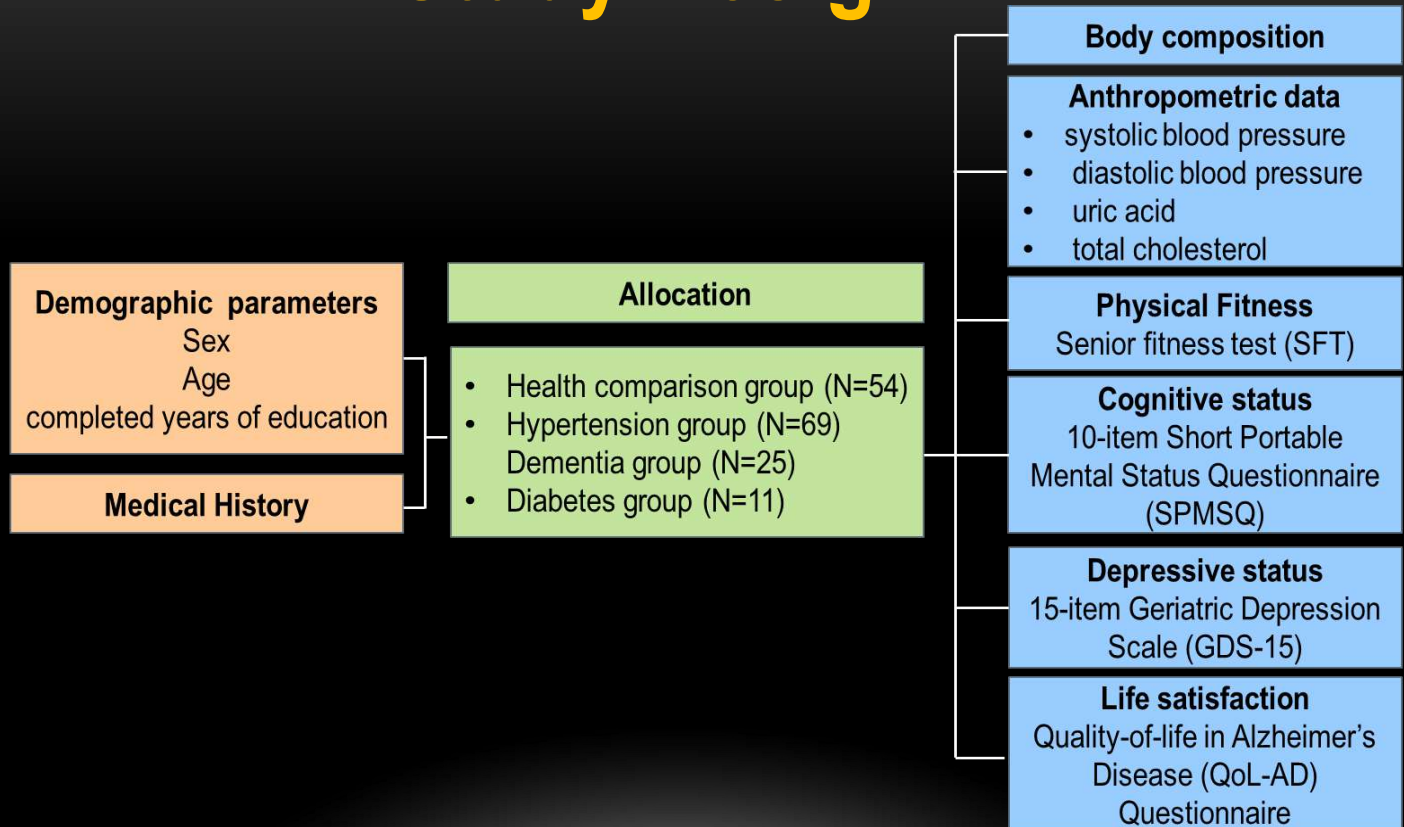 Body composition
Anthropometric data
• systolic blood pressure
• diastolic blood pressure
• uric acid
• total cholesterol
Demographic parameters
Sex
Age
completed years of education
Medical History
Allocation
• Health comparison group (N=54)
• Hypertension group (N=69)
Dementia group (N=25)
• Diabetes group (N=11)
Physical Fitness
Senior fitness test (SFT)
Cognitive status
10-item Short Portable
Mental Status Questionnaire
(SPMSQ)
Depressive status
15-item Geriatric Depression
Scale (GDS-15)
Life satisfaction
Quality-of-life in Alzheimer's
Disease (QoL-AD)
Questionnaire